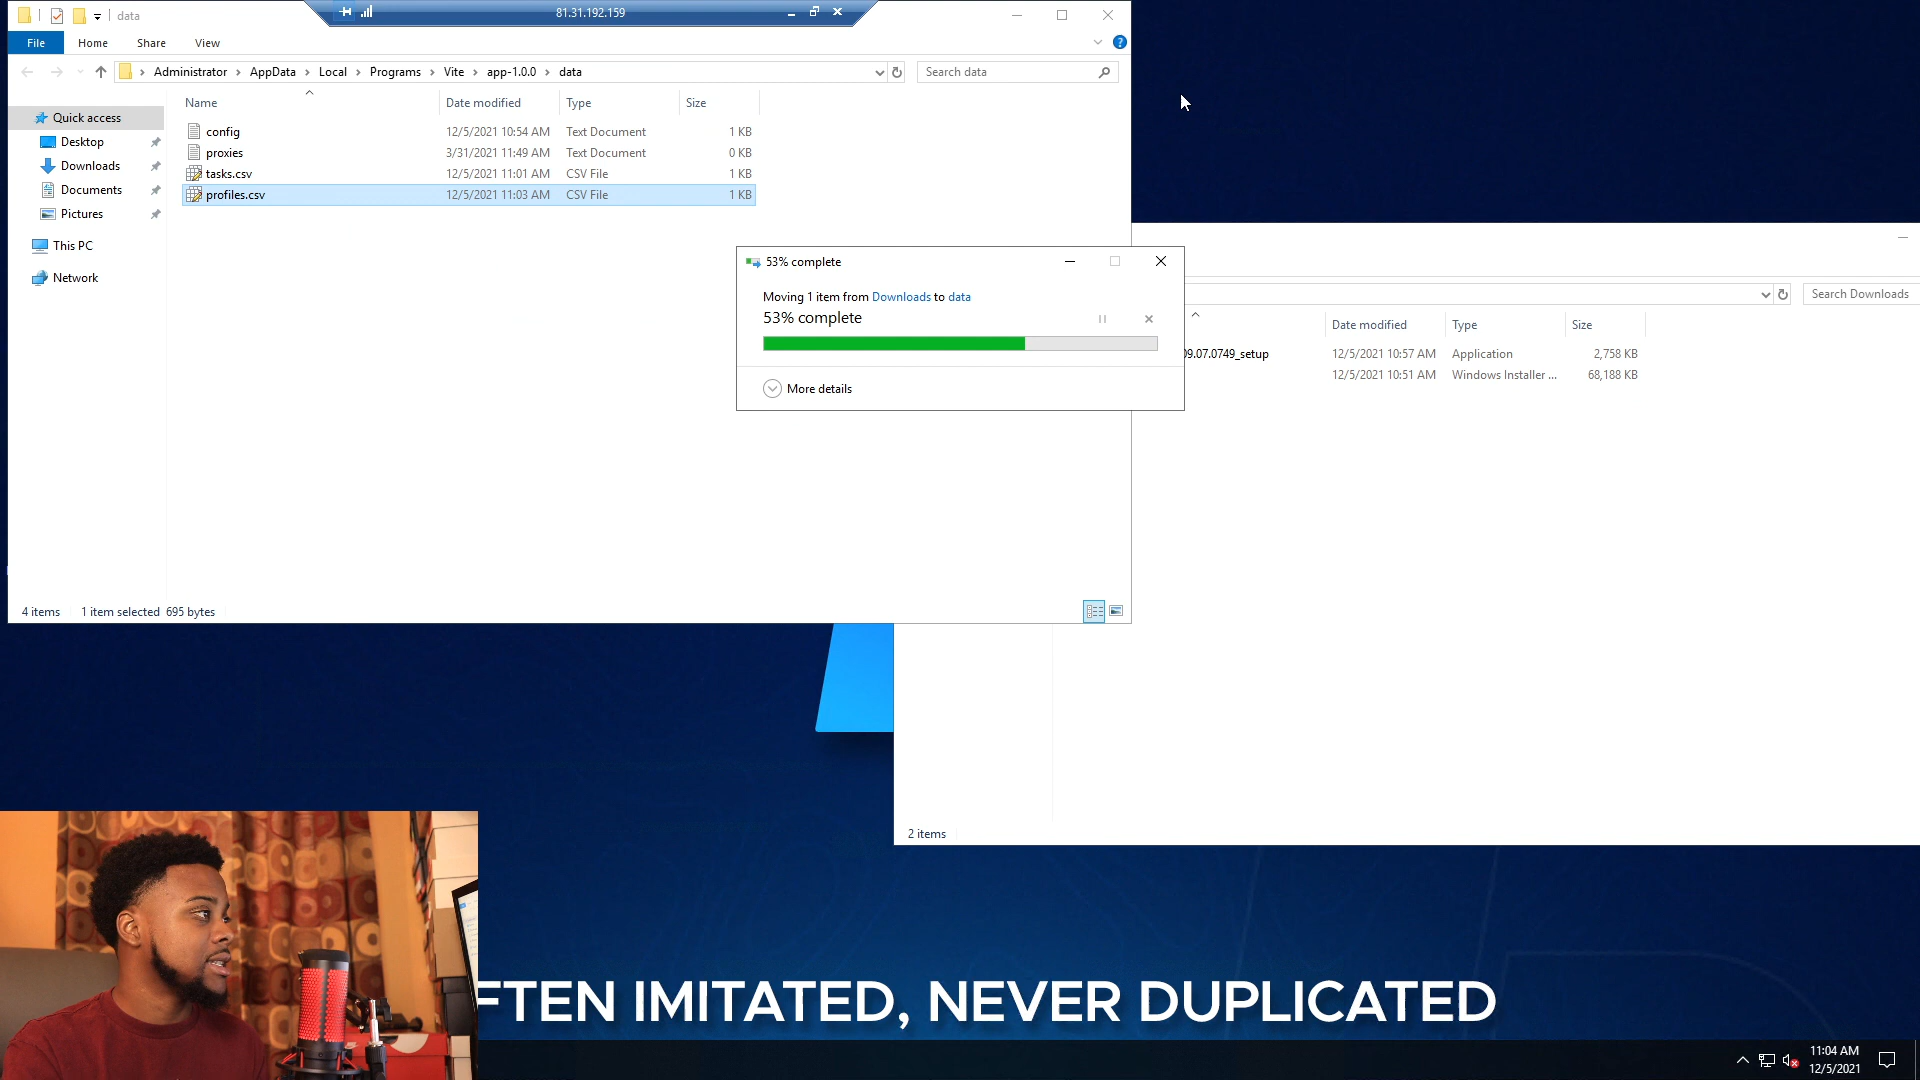 data
81.31.192.159
File Home Share View
Administrator AppData Local Programs Vite app-1.0.0 data
Search data
Name Date modified Type Size
Quick access
Desktop
Downloads
Documents
Pictures
This PC
Network
config 12/5/2021 10:54 AM Text Document 1 KB
proxies 3/31/2021 11:49 AM Text Document 0 KB
tasks.csv 12/5/2021 11:01 AM CSV File 1 KB
profiles.csv 12/5/2021 11:03 AM CSV File 1 KB
53% complete
Moving 1 item from Downloads to data
53% complete
More details
Search Downloads
Date modified Type Size
09.07.0749_setup 12/5/2021 10:57 AM Application 2,758 KB
12/5/2021 10:51 AM Windows Installer ... 68,188 KB
4 items 1 item selected 695 bytes
2 items
FTEN IMITATED, NEVER DUPLICATED
11:04 AM
12/5/2021